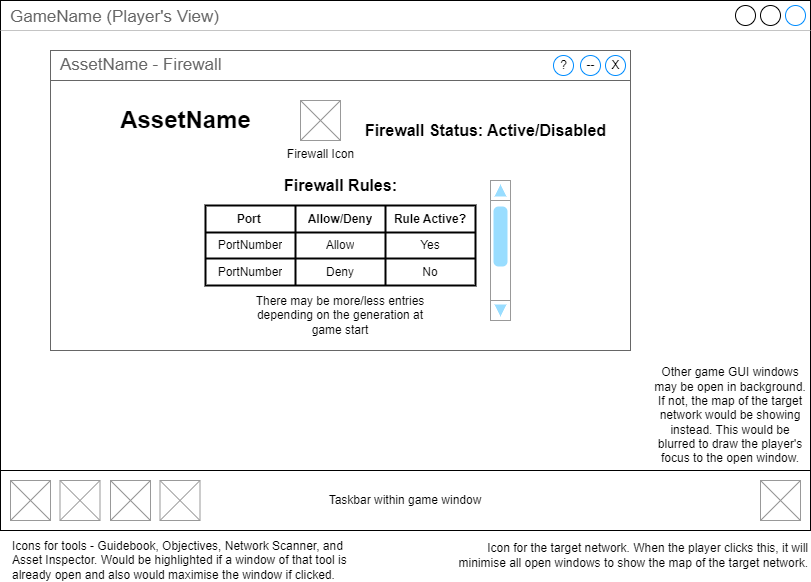 GameName (Player's View)
AssetName - Firewall
? -- X
AssetName
Firewall Status: Active/Disabled
Firewall Icon
Firewall Rules:
Port Allow/Deny Rule Active?
PortNumber Allow Yes
PortNumber Deny No
There may be more/less entries
depending on the generation at
game start
Other game GUI windows
may be open in background.
If not, the map of the target
network would be showing
instead. This would be
blurred to draw the player's
focus to the open window.
Taskbar within game window
Icons for tools - Guidebook, Objectives, Network Scanner, and
Asset Inspector. Would be highlighted if a window of that tool is
already open and also would maximise the window if clicked.
Icon for the target network. When the player clicks this, it will
minimise all open windows to show the map of the target network.